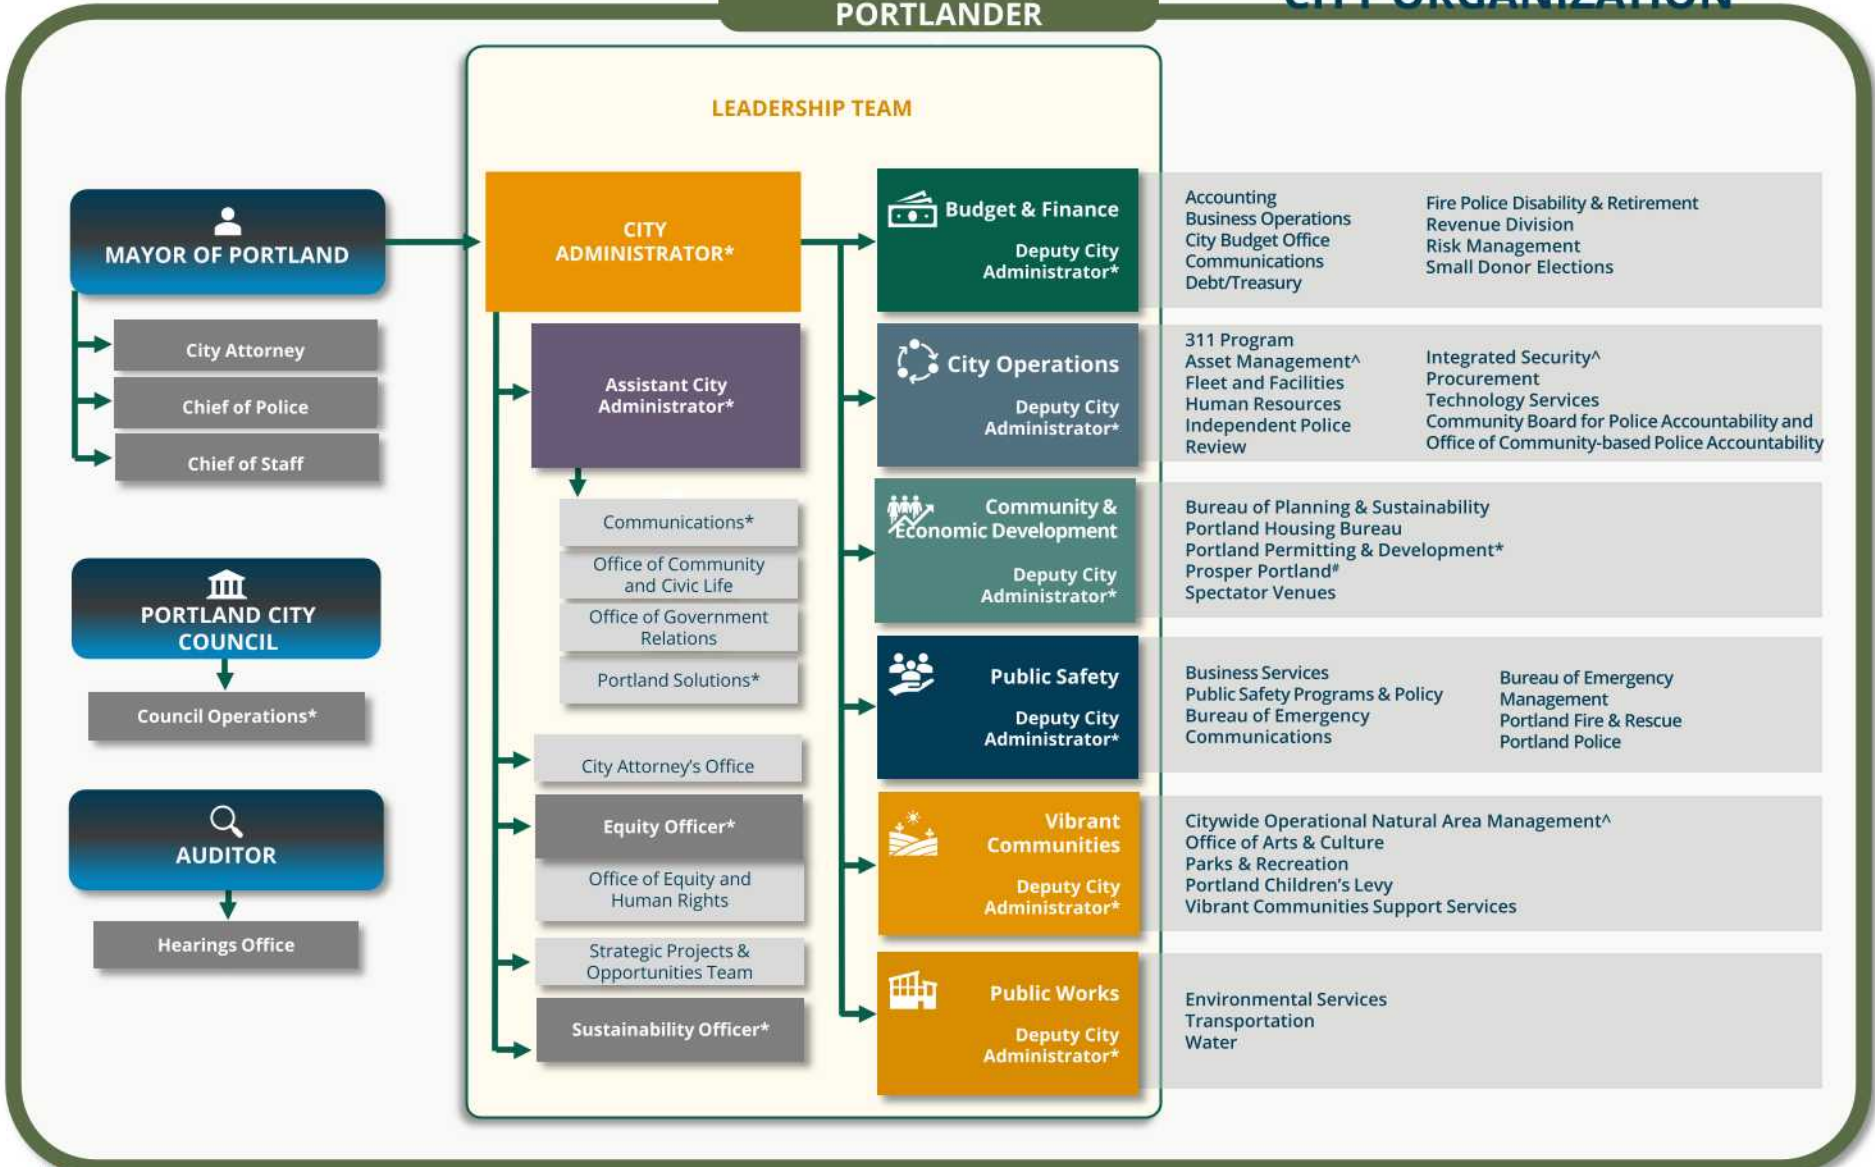 PORTLANDER
CITY ORGANIZATION
LEADERSHIP TEAM
MAYOR OF PORTLAND
City Attorney
Chief of Police
Chief of Staff
PORTLAND CITY
COUNCIL
Council Operations*
AUDITOR
Hearings Office
CITY
ADMINISTRATOR*
Assistant City
Administrator*
Communications*
Office of Community
and Civic Life
Office of Government
Relations
Portland Solutions*
City Attorney's Office
Equity Officer*
Office of Equity and
Human Rights
Strategic Projects &
Opportunities Team
Sustainability Officer*
Budget & Finance
Deputy City
Administrator*
Accounting
Business Operations
City Budget Office
Communications
Debt/Treasury
Fire Police Disability & Retirement
Revenue Division
Risk Management
Small Donor Elections
City Operations
Deputy City
Administrator*
311 Program
Asset Management^
Fleet and Facilities
Human Resources
Independent Police
Review
Integrated Security^
Procurement
Technology Services
Community Board for Police Accountability and
Office of Community-based Police Accountability
Community &
Economic Development
Deputy City
Administrator*
Bureau of Planning & Sustainability
Portland Housing Bureau
Portland Permitting & Development*
Prosper Portland#
Spectator Venues
Public Safety
Deputy City
Administrator*
Business Services
Public Safety Programs & Policy
Bureau of Emergency
Communications
Bureau of Emergency
Management
Portland Fire & Rescue
Portland Police
Vibrant
Communities
Deputy City
Administrator*
Citywide Operational Natural Area Management^
Office of Arts & Culture
Parks & Recreation
Portland Children's Levy
Vibrant Communities Support Services
Public Works
Deputy City
Administrator*
Environmental Services
Transportation
Water